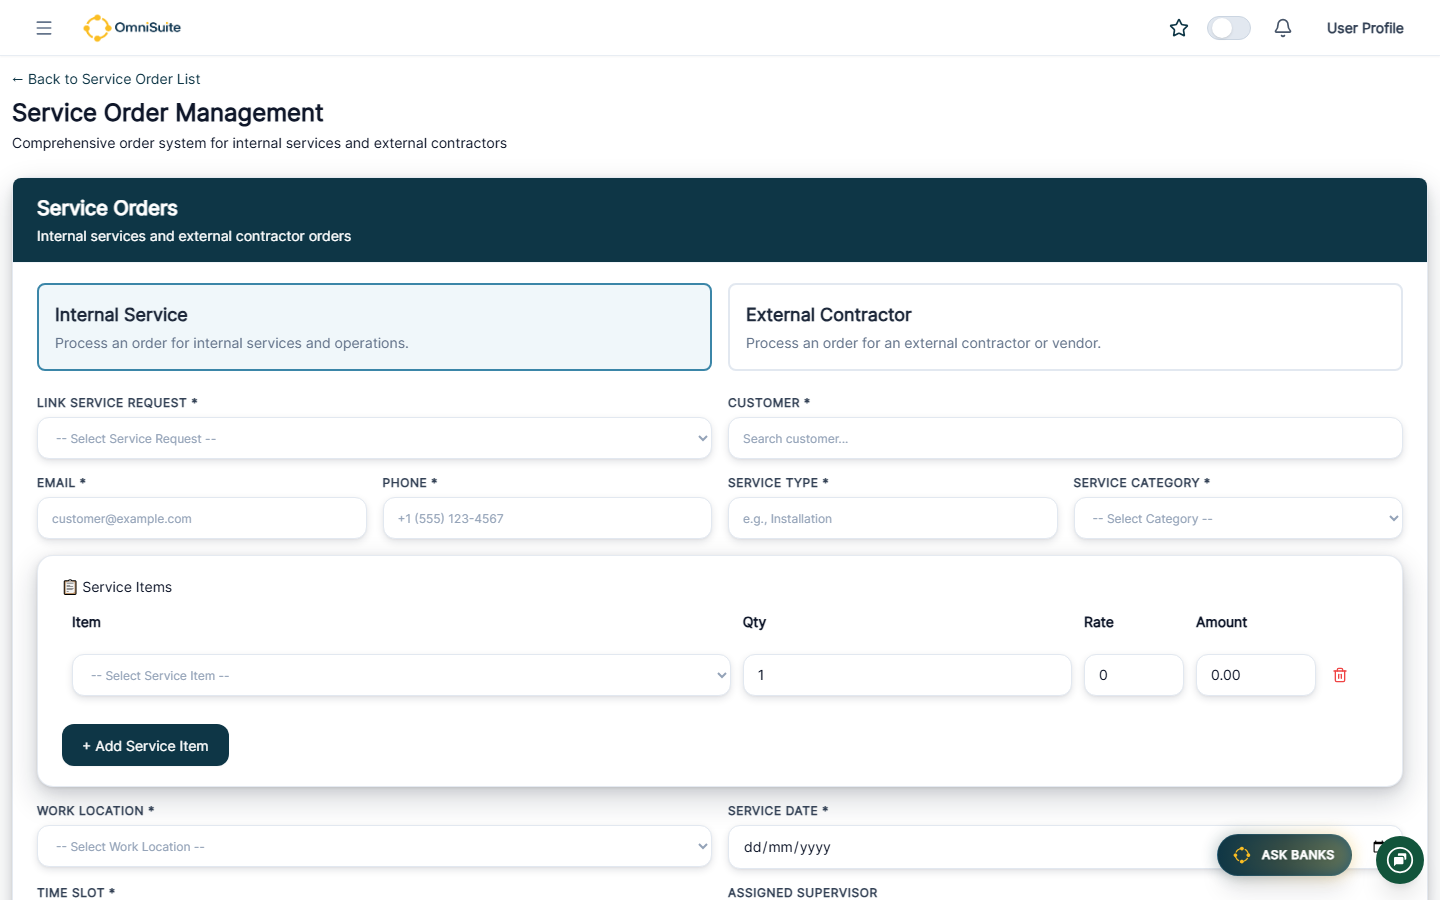 OmniSuite
User Profile
← Back to Service Order List
Service Order Management
Comprehensive order system for internal services and external contractors
Service Orders
Internal services and external contractor orders
Internal Service
Process an order for internal services and operations.
External Contractor
Process an order for an external contractor or vendor.
LINK SERVICE REQUEST *
CUSTOMER *
-- Select Service Request --
Search customer...
EMAIL *
PHONE *
SERVICE TYPE *
SERVICE CATEGORY *
customer@example.com
+1 (555) 123-4567
e.g., Installation
-- Select Category --
Service Items
Item
Qty
Rate
Amount
-- Select Service Item --
1
0
0.00
+ Add Service Item
WORK LOCATION *
SERVICE DATE *
-- Select Work Location --
dd/mm/yyyy
ASK BANKS
TIME SLOT *
ASSIGNED SUPERVISOR